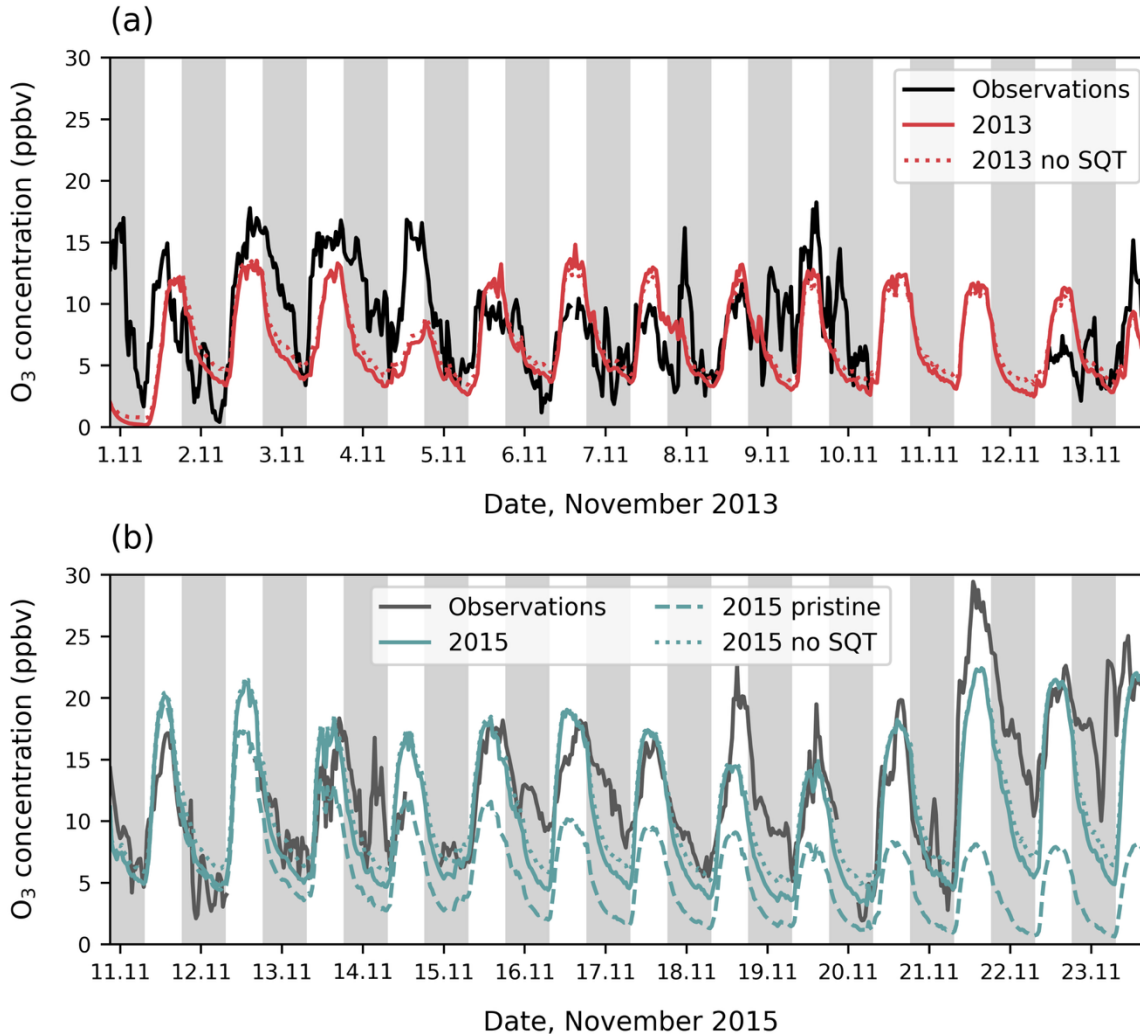 (a)
O₃ concentration (ppbv)
30
25
20
15
10
5
0
Observations
2013
2013 no SQT
1.11 2.11 3.11 4.11 5.11 6.11 7.11 8.11 9.11 10.11 11.11 12.11 13.11
Date, November 2013
(b)
O₃ concentration (ppbv)
30
25
20
15
10
5
0
Observations 2015 pristine
2015 2015 no SQT
11.11 12.11 13.11 14.11 15.11 16.11 17.11 18.11 19.11 20.11 21.11 22.11 23.11
Date, November 2015